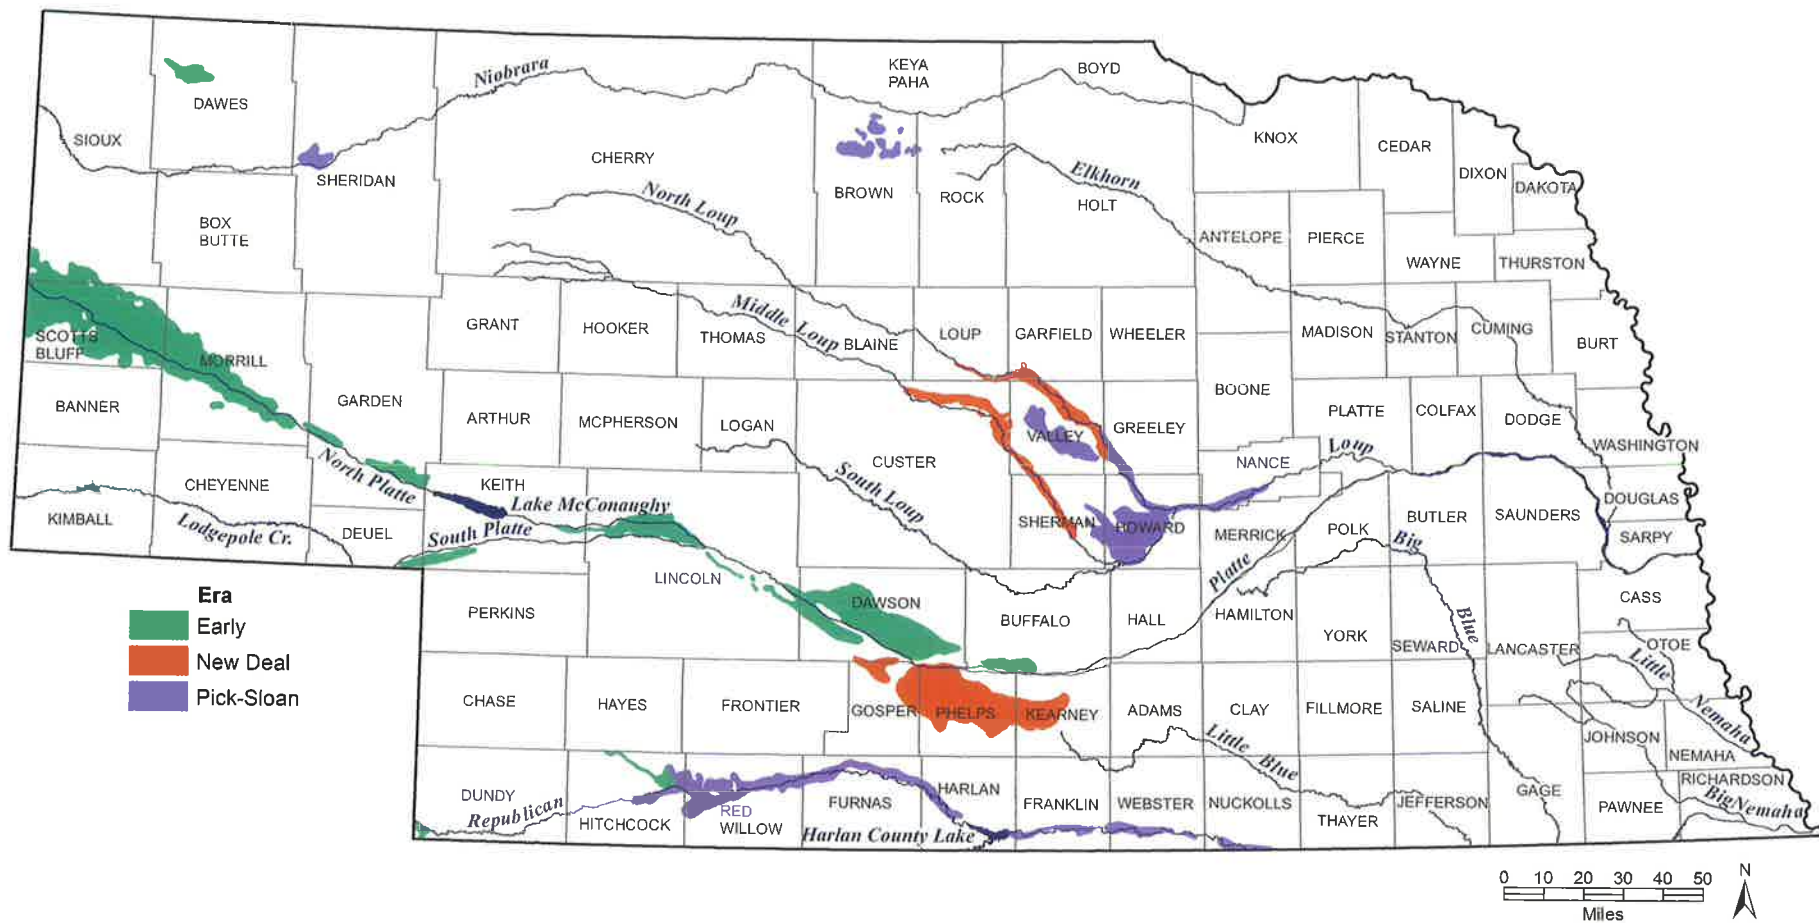 Niobrara
KEYA
PAHA
BOYD
DAWES
SIOUX
SHERIDAN
CHERRY
BROWN
ROCK
Elkhorn
HOLT
KNOX
CEDAR
DIXON
DAKOTA
BOX
BUTTE
North Loup
ANTELOPE
PIERCE
WAYNE
THURSTON
SCOTTS
BLUFF
MORRILL
GRANT
HOOKER
THOMAS
Middle Loup
BLAINE
LOUP
GARFIELD
WHEELER
MADISON
STANTON
CUMING
BURT
BANNER
GARDEN
ARTHUR
MCPHERSON
LOGAN
CUSTER
VALLEY
GREELEY
BOONE
PLATTE
COLFAX
DODGE
WASHINGTON
Loup
NANCE
KIMBALL
CHEYENNE
Lodgepole Cr.
DEUEL
North Platte
KEITH
Lake McConaughy
South Platte
South Loup
SHERMAN
HOWARD
MERRICK
Platte
POLK
Big
Blue
BUTLER
SAUNDERS
DOUGLAS
SARPY
LINCOLN
PERKINS
DAWSON
BUFFALO
HALL
HAMILTON
YORK
SEWARD
LANCASTER
CASS
OTOE
Little
Nemaha
Era
Early
New Deal
Pick-Sloan
CHASE
HAYES
FRONTIER
GOSPER
PHELPS
KEARNEY
ADAMS
CLAY
FILLMORE
SALINE
JOHNSON
NEMAHA
Little Blue
DUNDY
Republican
HITCHCOCK
RED
WILLOW
FURNAS
HARLAN
Harlan County Lake
FRANKLIN
WEBSTER
NUCKOLLS
THAYER
JEFFERSON
GAGE
PAWNEE
RICHARDSON
BigNemaha
0 10 20 30 40 50
Miles
N